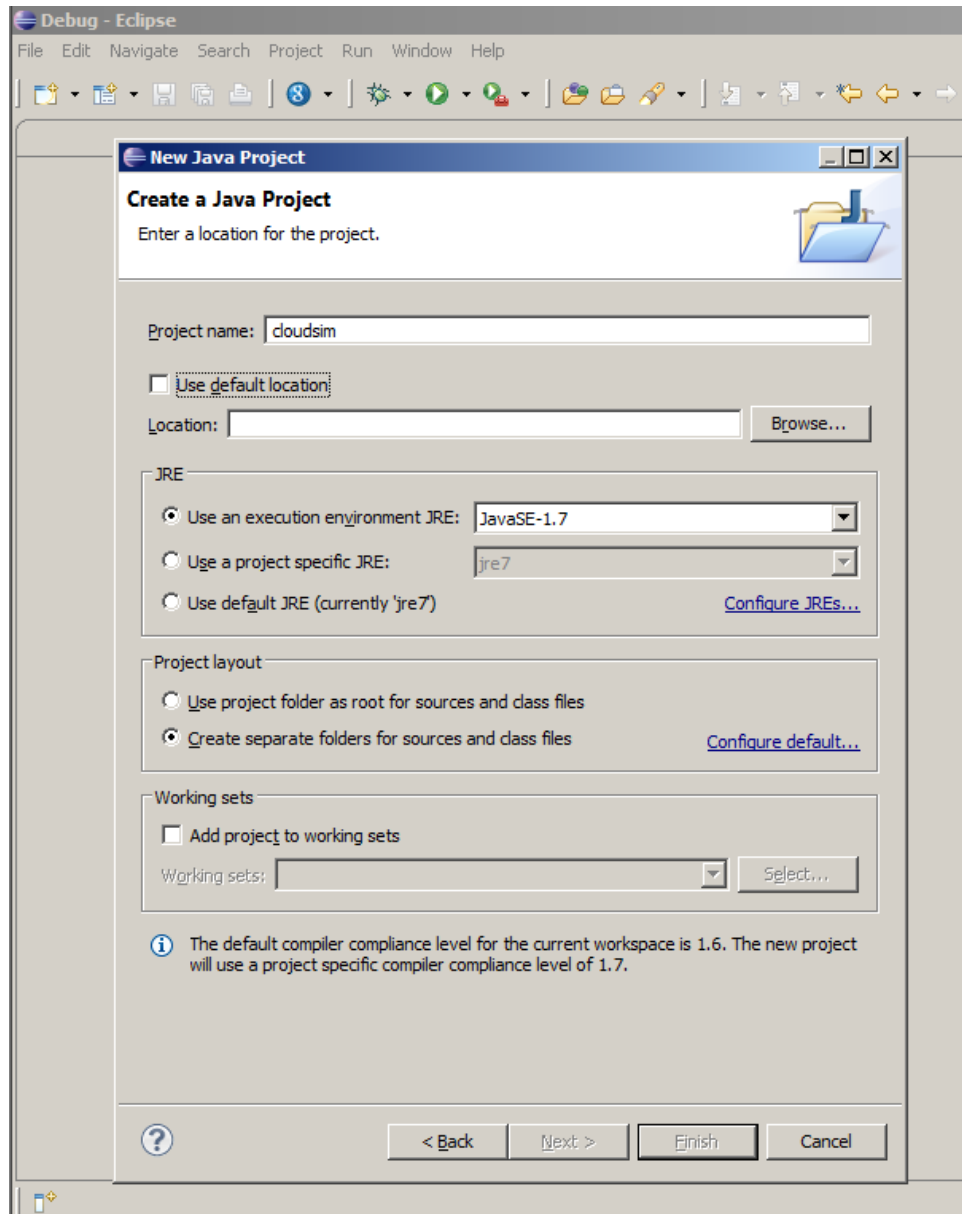 Debug - Eclipse
File Edit Navigate Search Project Run Window Help
New Java Project
Create a Java Project
Enter a location for the project.
Project name: cloudsim
Use default location
Location: Browse...
JRE
Use an execution environment JRE: JavaSE-1.7
Use a project specific JRE: jre7
Use default JRE (currently 'jre7') Configure JREs...
Project layout
Use project folder as root for sources and class files
Create separate folders for sources and class files Configure default...
Working sets
Add project to working sets
Working sets: Select...
The default compiler compliance level for the current workspace is 1.6. The new project
will use a project specific compiler compliance level of 1.7.
< Back Next > Finish Cancel